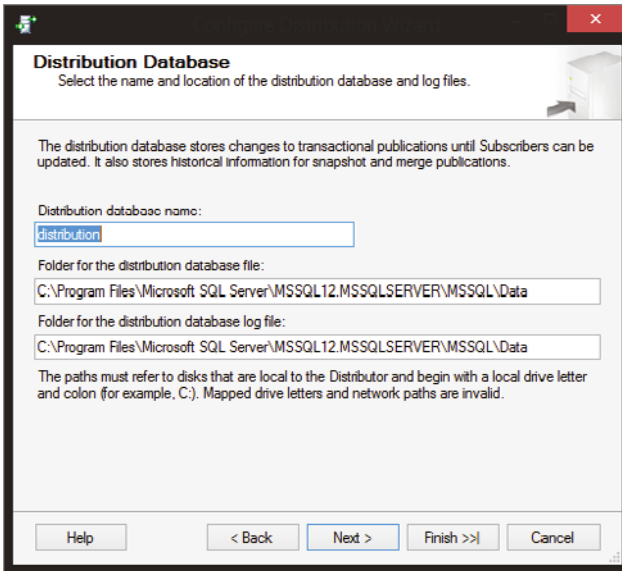 Configure Distribution Wizard
Distribution Database
Select the name and location of the distribution database and log files.
The distribution database stores changes to transactional publications until Subscribers can be
updated. It also stores historical information for snapshot and merge publications.
Distribution database name:
distribution
Folder for the distribution database file:
C:\Program Files\Microsoft SQL Server\MSSQL12.MSSQLSERVER\MSSQL\Data
Folder for the distribution database log file:
C:\Program Files\Microsoft SQL Server\MSSQL12.MSSQLSERVER\MSSQL\Data
The paths must refer to disks that are local to the Distributor and begin with a local drive letter
and colon (for example, C:). Mapped drive letters and network paths are invalid.
Help < Back Next > Finish >>| Cancel